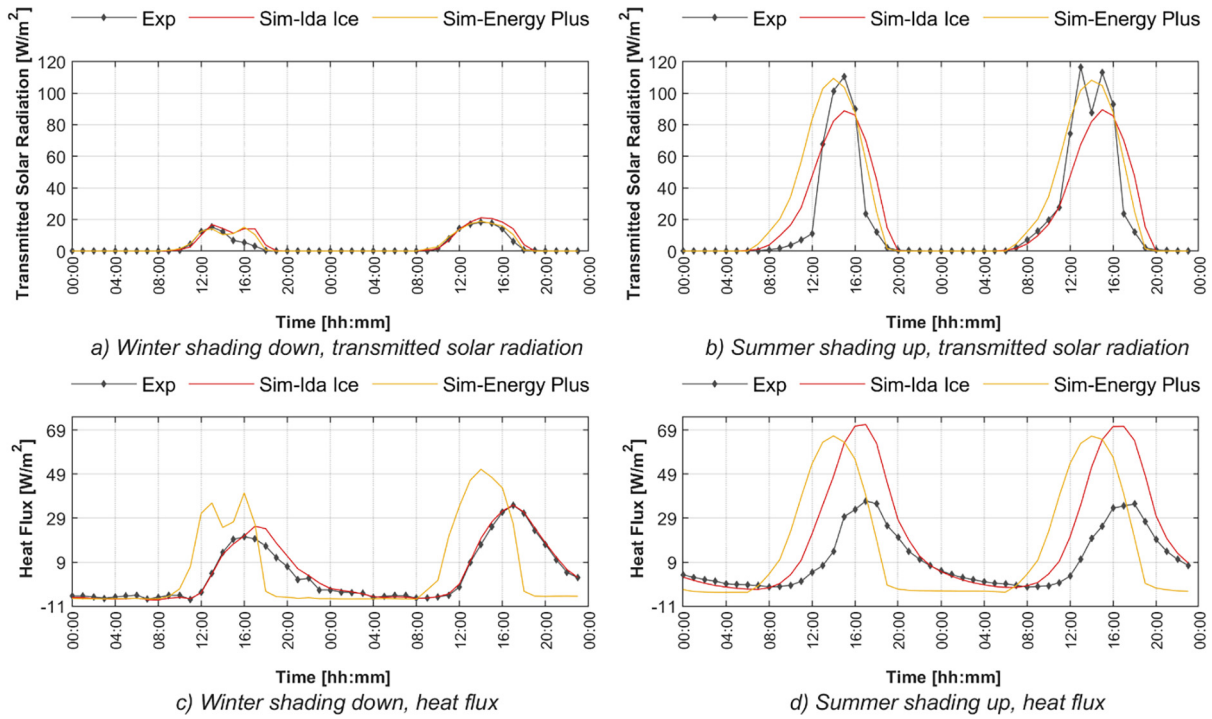 Exp Sim-Ida Ice Sim-Energy Plus
Transmitted Solar Radiation [W/m2]
120
100
80
60
40
20
0
00:00 04:00 08:00 12:00 16:00 20:00 00:00 04:00 08:00 12:00 16:00 20:00 00:00
Time [hh:mm]
a) Winter shading down, transmitted solar radiation
Exp Sim-Ida Ice Sim-Energy Plus
Transmitted Solar Radiation [W/m2]
120
100
80
60
40
20
0
00:00 04:00 08:00 12:00 16:00 20:00 00:00 04:00 08:00 12:00 16:00 20:00 00:00
Time [hh:mm]
b) Summer shading up, transmitted solar radiation
Exp Sim-Ida Ice Sim-Energy Plus
Heat Flux [W/m2]
69
49
29
9
-11
00:00 04:00 08:00 12:00 16:00 20:00 00:00 04:00 08:00 12:00 16:00 20:00 00:00
Time [hh:mm]
c) Winter shading down, heat flux
Exp Sim-Ida Ice Sim-Energy Plus
Heat Flux [W/m2]
69
49
29
9
-11
00:00 04:00 08:00 12:00 16:00 20:00 00:00 04:00 08:00 12:00 16:00 20:00 00:00
Time [hh:mm]
d) Summer shading up, heat flux